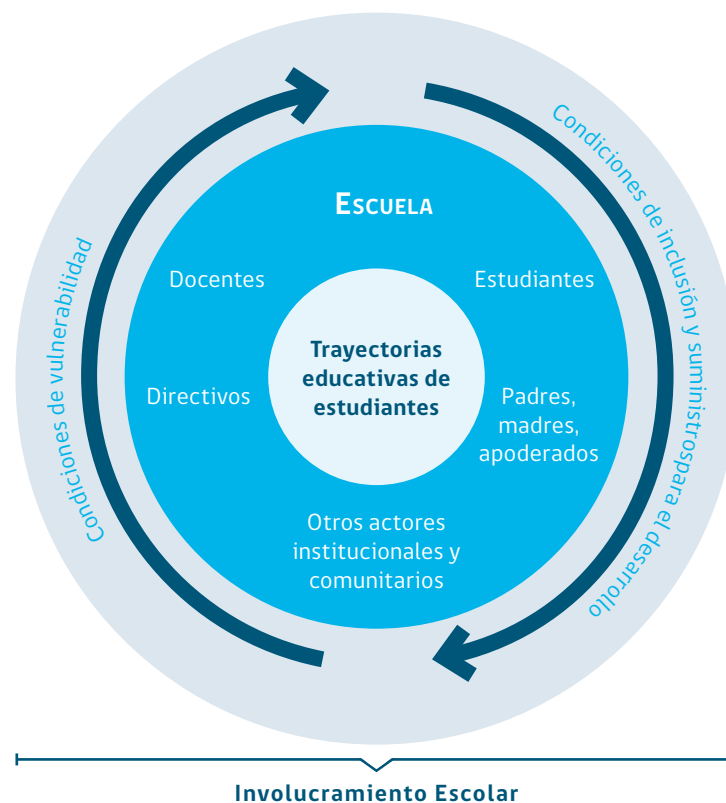 ESCUELA
Docentes
Estudiantes
Trayectorias
educativas de
estudiantes
Directivos
Padres,
madres,
apoderados
Otros actores
institucionales y
comunitarios
Condiciones de vulnerabilidad
Condiciones de inclusión y suministrospara el desarrollo
Involucramiento Escolar